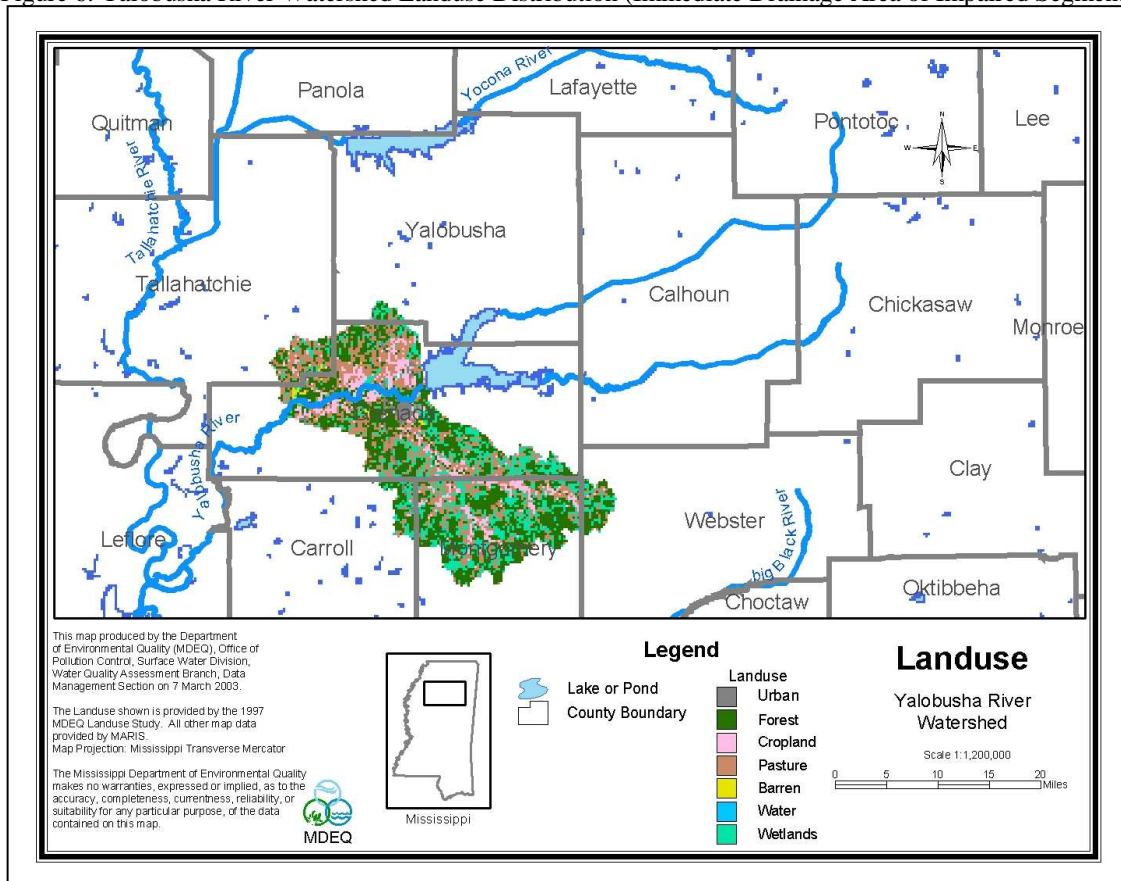 Figure 6. Yalobusha River Watershed Landuse Distribution (Immediate Drainage Area of Impaired Segment
Panola
Yocona River
Lafayette
Quitman
Pontotoc
Lee
N
W
E
S
Tallahatchie River
Yalobusha
Tallahatchie
Calhoun
Chickasaw
Monroe
Grenada
Yalobusha River
Clay
Leflore
Carroll
Montgomery
Webster
big Black River
Choctaw
Oktibbeha
This map produced by the Department
of Environmental Quality (MDEQ), Office of
Pollution Control, Surface Water Division,
Water Quality Assessment Branch, Data
Management Section on 7 March 2003.
The Landuse shown is provided by the 1997
MDEQ Landuse Study. All other map data
provided by MARIS.
Map Projection: Mississippi Transverse Mercator
The Mississippi Department of Environmental Quality
makes no warranties, expressed or implied, as to the
accuracy, completeness, currentness, reliability, or
suitability for any particular purpose, of the data
contained on this map.
MDEQ
Mississippi
Legend
Lake or Pond
County Boundary
Landuse
Urban
Forest
Cropland
Pasture
Barren
Water
Wetlands
Landuse
Yalobusha River
Watershed
Scale 1:1,200,000
0 5 10 15 20
Miles